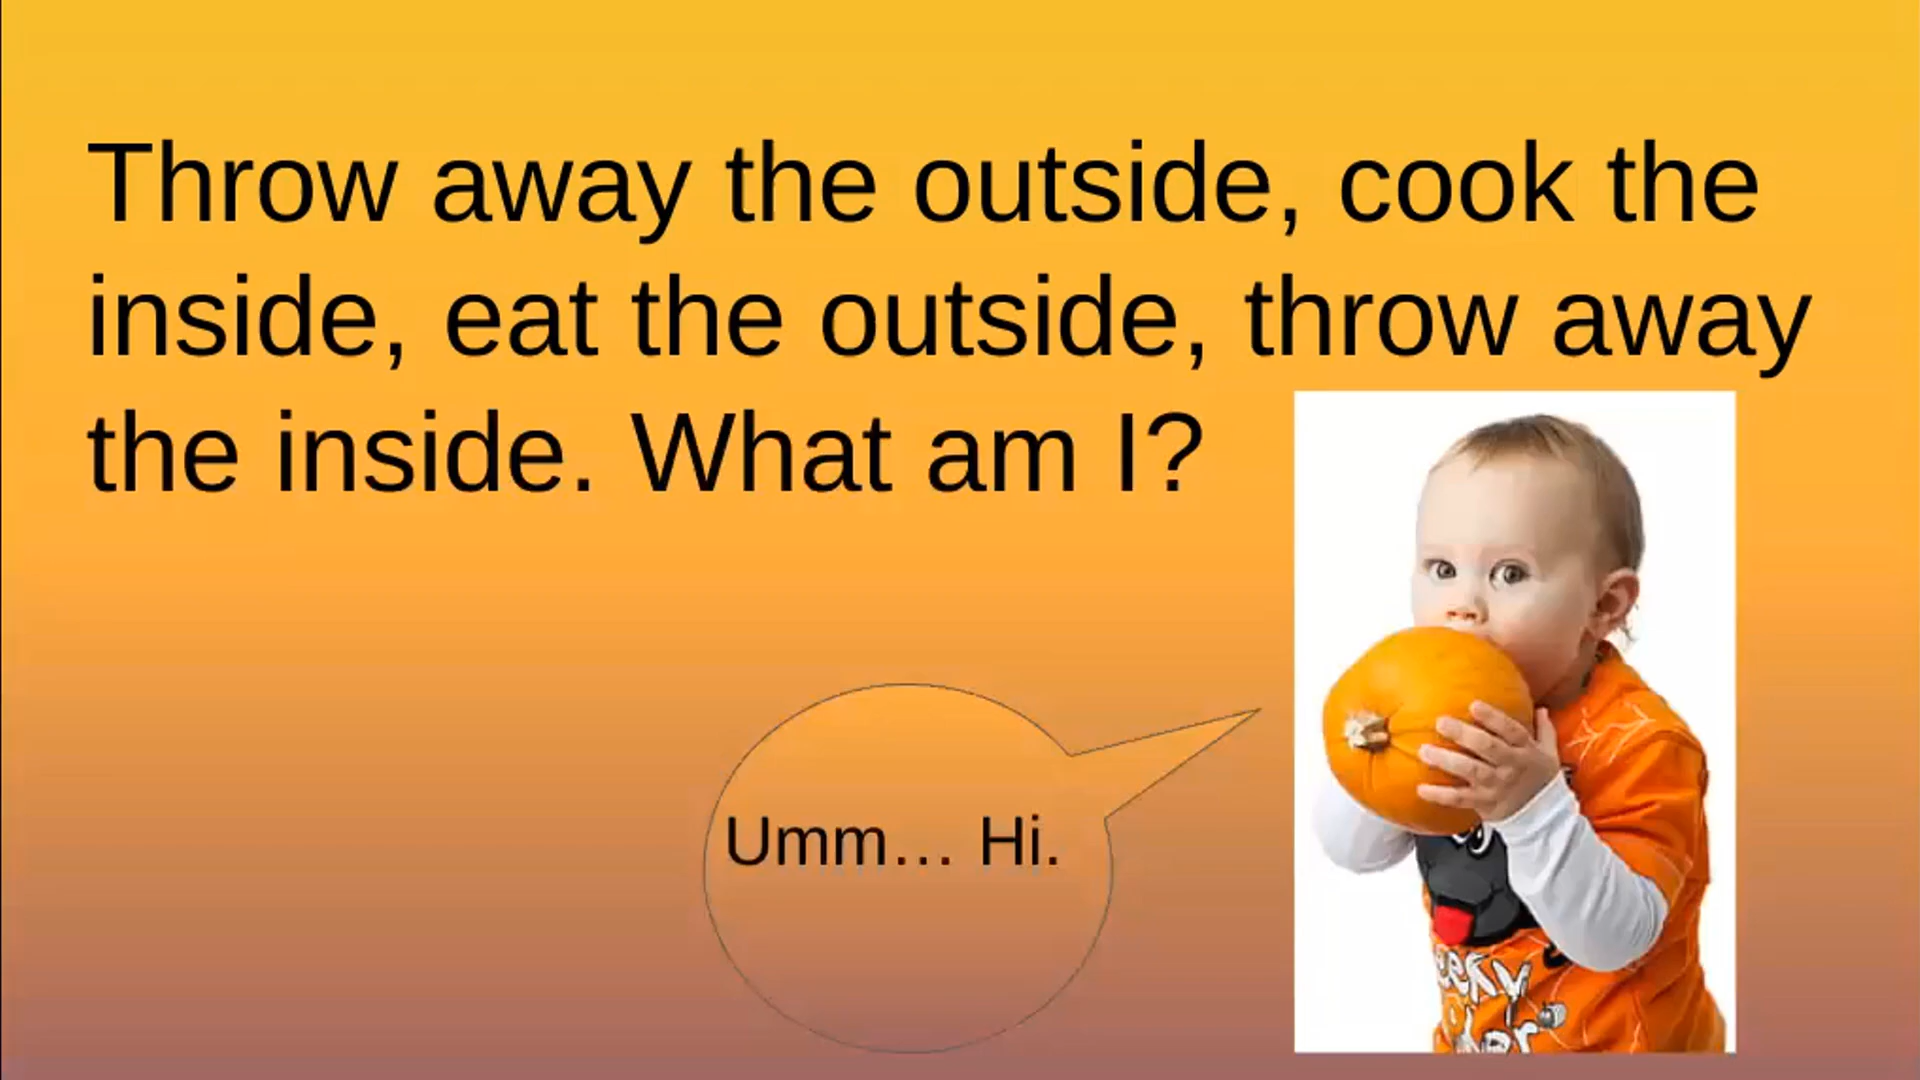 Throw away the outside, cook the
inside, eat the outside, throw away
the inside. What am I?
Umm… Hi.